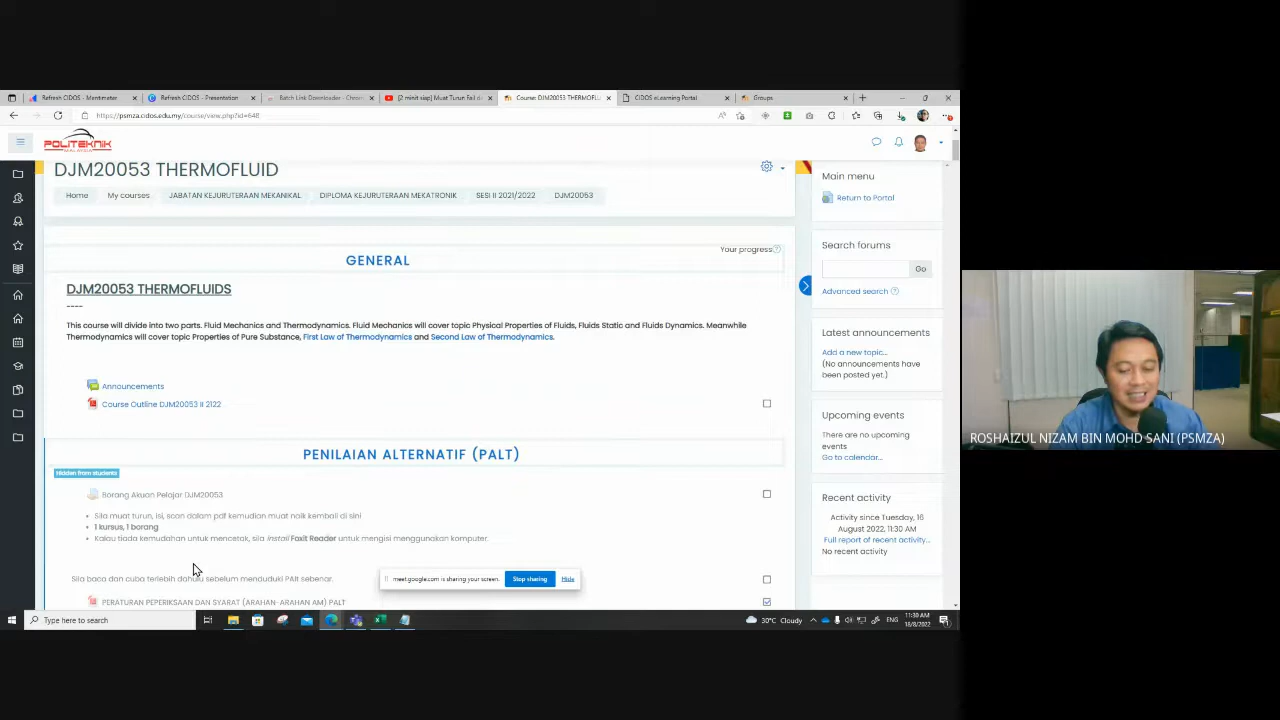 Refresh CIDOS - Mentimeter
Refresh CIDOS - Presentation
Batch Link Downloader - Chro
[2 minit siap] Muat Turun Fail d
Course: DJM20053 THERMOFLU
CIDOS eLearning Portal
Groups
https://psmza.cidos.edu.my/course/view.php?id=648
POLITEKNIK
MALAYSIA
DJM20053 THERMOFLUID
Home
My courses
JABATAN KEJURUTERAAN MEKANIKAL
DIPLOMA KEJURUTERAAN MEKATRONIK
SESI II 2021/2022
DJM20053
Your progress
GENERAL
DJM20053 THERMOFLUIDS
----
This course will divide into two parts. Fluid Mechanics and Thermodynamics. Fluid Mechanics will cover topic Physical Properties of Fluids, Fluids Static and Fluids Dynamics. Meanwhile
Thermodynamics will cover topic Properties of Pure Substance, First Law of Thermodynamics and Second Law of Thermodynamics.
Announcements
Course Outline DJM20053 II 2122
PENILAIAN ALTERNATIF (PALT)
Hidden from students
Borang Akuan Pelajar DJM20053
Sila muat turun, isi, scan dalam pdf kemudian muat naik kembali di sini
1 kursus, 1 borang
Kalau tiada kemudahan untuk mencetak, sila install Foxit Reader untuk mengisi menggunakan komputer.
Sila baca dan cuba terlebih dahulu sebelum menduduki PAlt sebenar.
PERATURAN PEPERIKSAAN DAN SYARAT (ARAHAN-ARAHAN AM) PALT
meet.google.com is sharing your screen.
Stop sharing
Hide
Main menu
Return to Portal
Search forums
Go
Advanced search
Latest announcements
Add a new topic...
(No announcements have
been posted yet.)
Upcoming events
There are no upcoming
events
Go to calendar...
Recent activity
Activity since Tuesday, 16
August 2022, 11:30 AM
Full report of recent activity...
No recent activity
Type here to search
30°C Cloudy
ENG
11:30 AM
18/8/2022
ROSHAIZUL NIZAM BIN MOHD SANI (PSMZA)